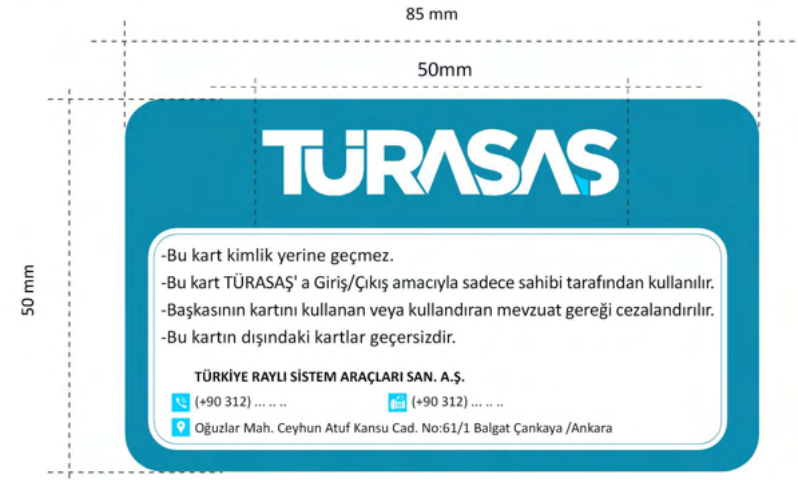 85 mm
50mm
TÜRASAŞ
50 mm
-Bu kart kimlik yerine geçmez.
-Bu kart TÜRASAŞ' a Giriş/Çıkış amacıyla sadece sahibi tarafından kullanılır.
-Başkasının kartını kullanan veya kullandıran mevzuat gereği cezalandırılır.
-Bu kartın dışındaki kartlar geçersizdir.
TÜRKİYE RAYLI SİSTEM ARAÇLARI SAN. A.Ş.
(+90 312) ... .. .. (+90 312) ... .. ..
Oğuzlar Mah. Ceyhun Atuf Kansu Cad. No:61/1 Balgat Çankaya /Ankara